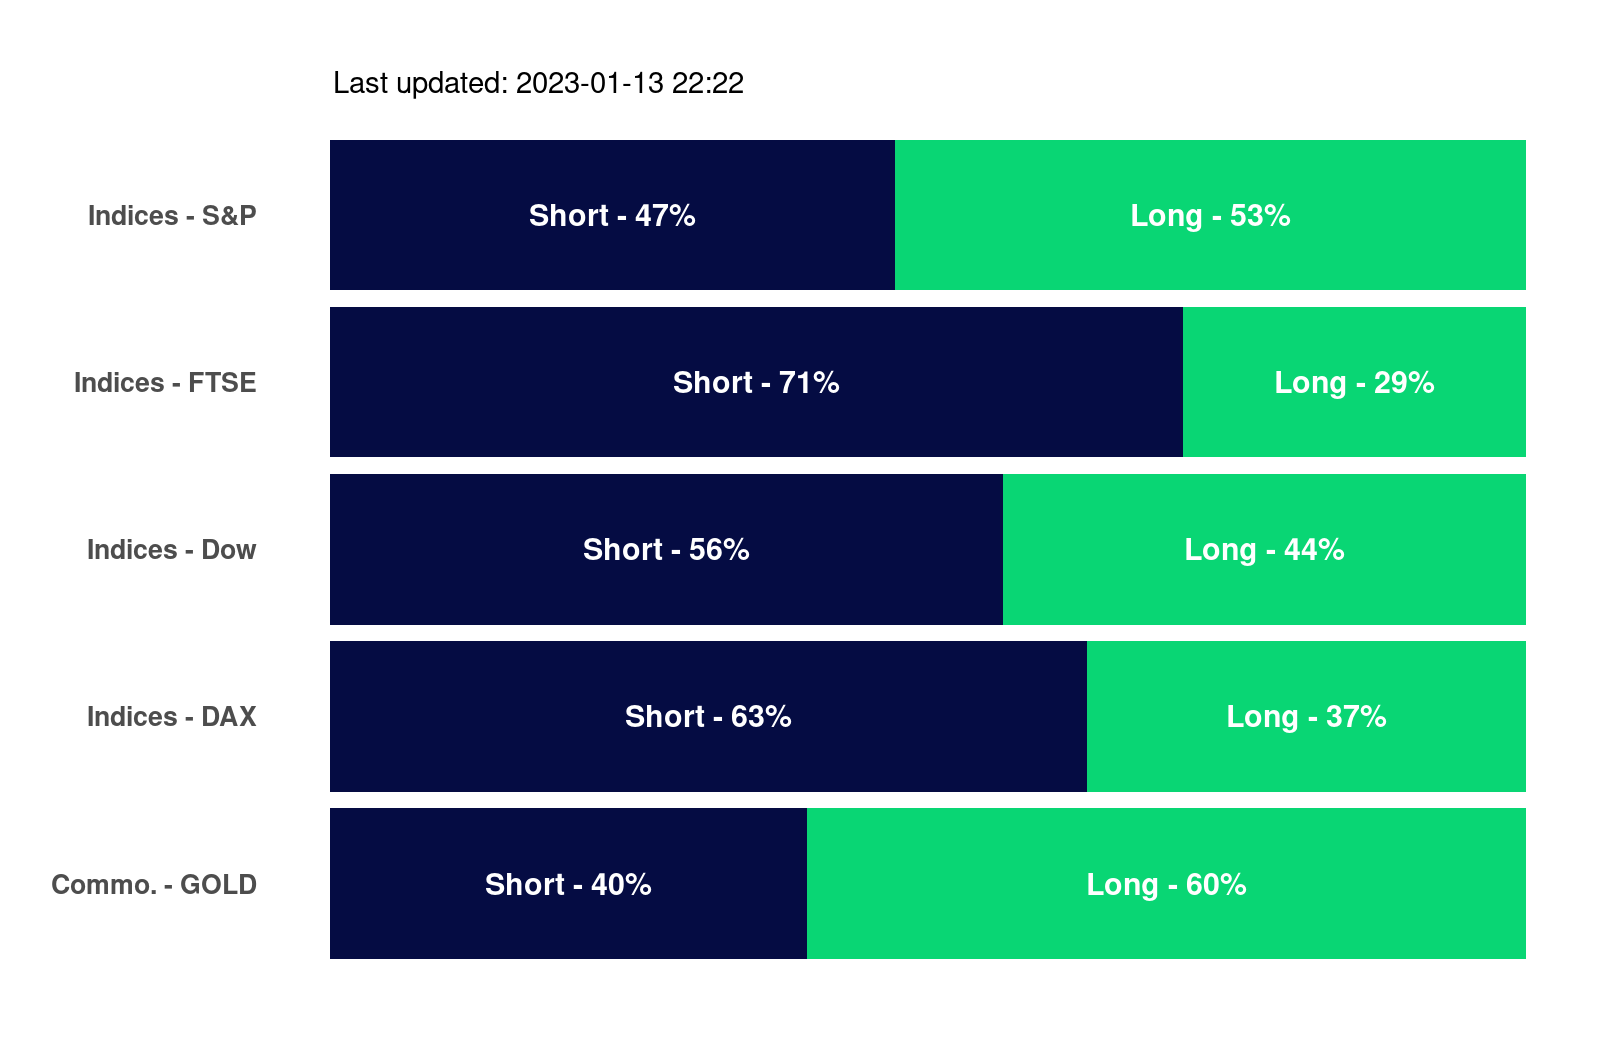 Last updated: 2023-01-13 22:22
Indices - S&P Short - 47% Long - 53%
Indices - FTSE Short - 71% Long - 29%
Indices - Dow Short - 56% Long - 44%
Indices - DAX Short - 63% Long - 37%
Commo. - GOLD Short - 40% Long - 60%